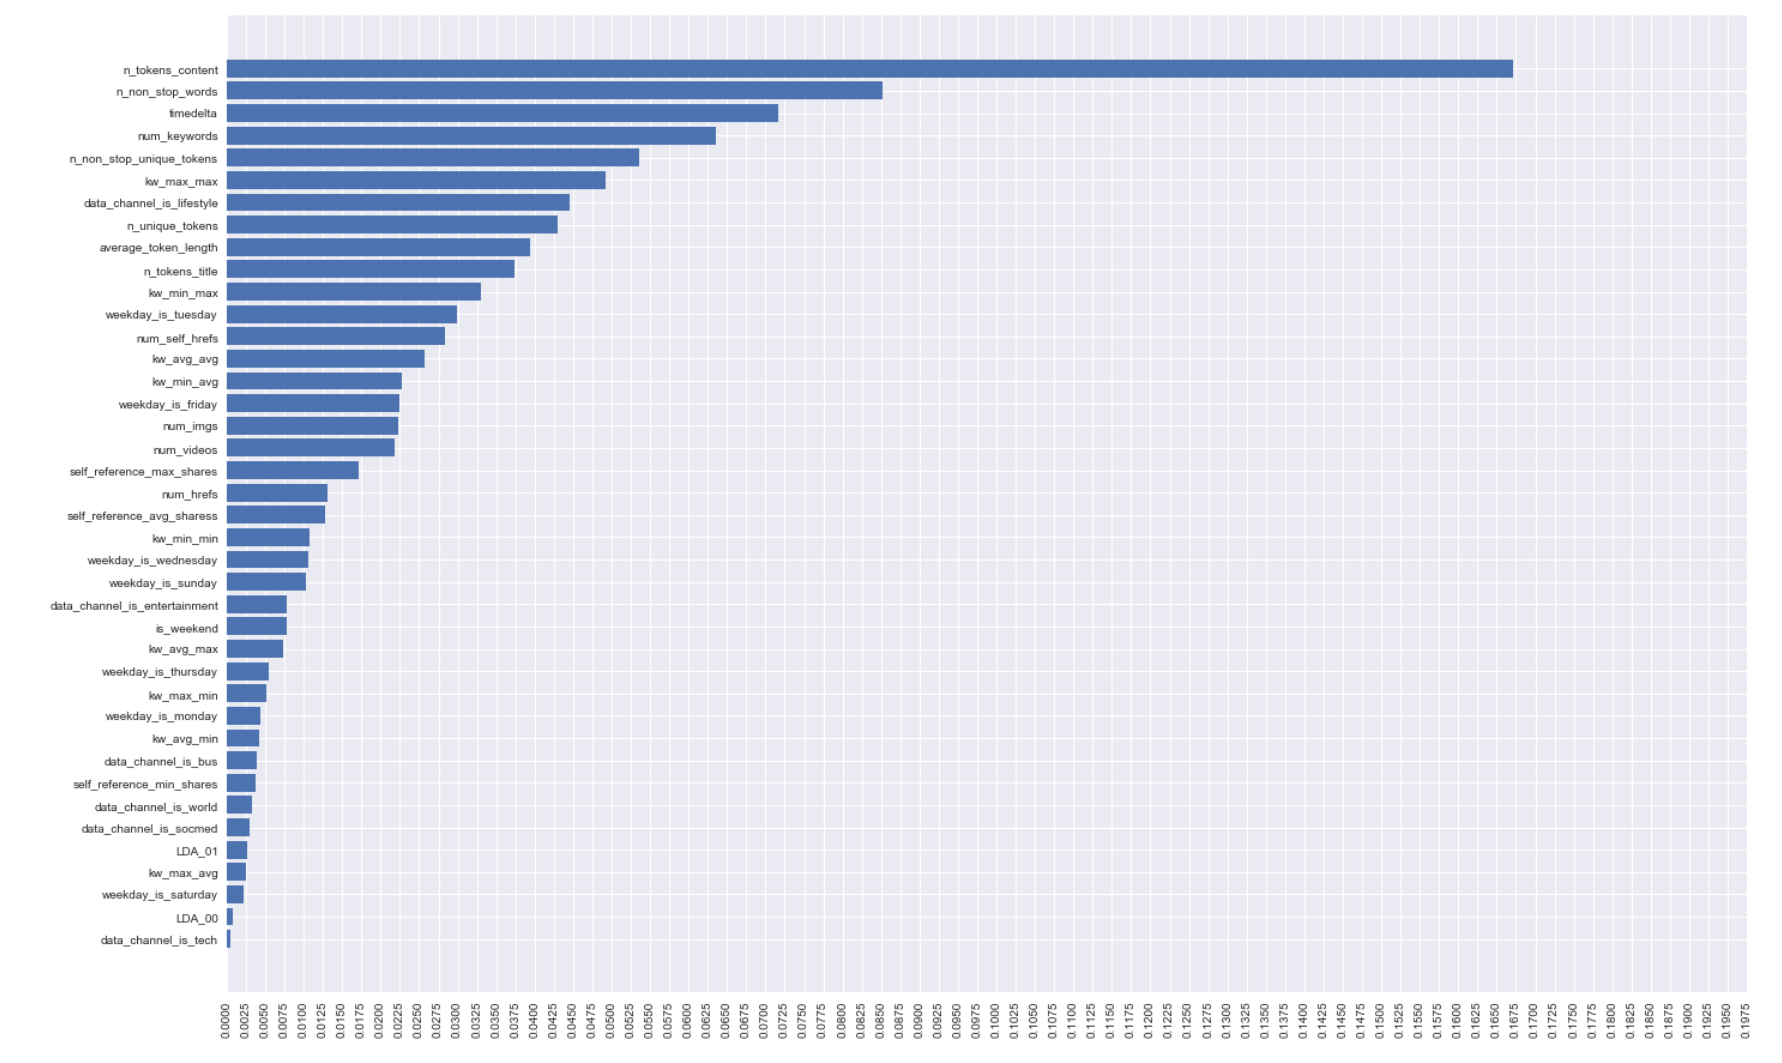 n_tokens_content
n_non_stop_words
timedelta
num_keywords
n_non_stop_unique_tokens
kw_max_max
data_channel_is_lifestyle
n_unique_tokens
average_token_length
n_tokens_title
kw_min_max
weekday_is_tuesday
num_self_hrefs
kw_avg_avg
kw_min_avg
weekday_is_friday
num_imgs
num_videos
self_reference_max_shares
num_hrefs
self_reference_avg_sharess
kw_min_min
weekday_is_wednesday
weekday_is_sunday
data_channel_is_entertainment
is_weekend
kw_avg_max
weekday_is_thursday
kw_max_min
weekday_is_monday
kw_avg_min
data_channel_is_bus
self_reference_min_shares
data_channel_is_world
data_channel_is_socmed
LDA_01
kw_max_avg
weekday_is_saturday
LDA_00
data_channel_is_tech
0.0000
0.0025
0.0050
0.0075
0.0100
0.0125
0.0150
0.0175
0.0200
0.0225
0.0250
0.0275
0.0300
0.0325
0.0350
0.0375
0.0400
0.0425
0.0450
0.0475
0.0500
0.0525
0.0550
0.0575
0.0600
0.0625
0.0650
0.0675
0.0700
0.0725
0.0750
0.0775
0.0800
0.0825
0.0850
0.0875
0.0900
0.0925
0.0950
0.0975
0.1000
0.1025
0.1050
0.1075
0.1100
0.1125
0.1150
0.1175
0.1200
0.1225
0.1250
0.1275
0.1300
0.1325
0.1350
0.1375
0.1400
0.1425
0.1450
0.1475
0.1500
0.1525
0.1550
0.1575
0.1600
0.1625
0.1650
0.1675
0.1700
0.1725
0.1750
0.1775
0.1800
0.1825
0.1850
0.1875
0.1900
0.1925
0.1950
0.1975